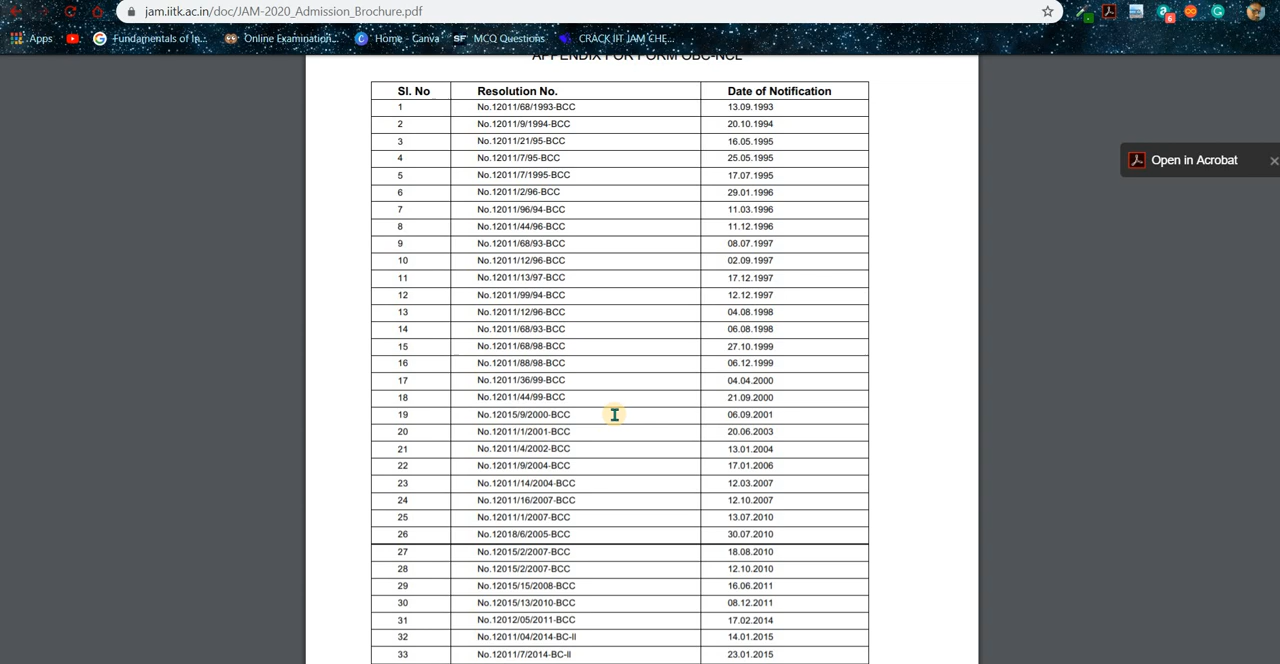 jam.iitk.ac.in/doc/JAM-2020_Admission_Brochure.pdf
Apps Fundamentals of In... Online Examination... Home - Canva SF MCQ Questions CRACK IIT JAM CHE...
APPENDIX FOR FORM OBC-NCL
Open in Acrobat
Sl. No Resolution No. Date of Notification
1 No.12011/68/1993-BCC 13.09.1993
2 No.12011/9/1994-BCC 20.10.1994
3 No.12011/21/95-BCC 16.05.1995
4 No.12011/7/95-BCC 25.05.1995
5 No.12011/7/1995-BCC 17.07.1995
6 No.12011/2/96-BCC 29.01.1996
7 No.12011/96/94-BCC 11.03.1996
8 No.12011/44/96-BCC 11.12.1996
9 No.12011/68/93-BCC 08.07.1997
10 No.12011/12/96-BCC 02.09.1997
11 No.12011/13/97-BCC 17.12.1997
12 No.12011/99/94-BCC 12.12.1997
13 No.12011/12/96-BCC 04.08.1998
14 No.12011/68/93-BCC 06.08.1998
15 No.12011/68/98-BCC 27.10.1999
16 No.12011/88/98-BCC 06.12.1999
17 No.12011/36/99-BCC 04.04.2000
18 No.12011/44/99-BCC 21.09.2000
19 No.12015/9/2000-BCC 06.09.2001
20 No.12011/1/2001-BCC 20.06.2003
21 No.12011/4/2002-BCC 13.01.2004
22 No.12011/9/2004-BCC 17.01.2006
23 No.12011/14/2004-BCC 12.03.2007
24 No.12011/16/2007-BCC 12.10.2007
25 No.12011/1/2007-BCC 13.07.2010
26 No.12018/6/2005-BCC 30.07.2010
27 No.12015/2/2007-BCC 18.08.2010
28 No.12015/2/2007-BCC 12.10.2010
29 No.12015/15/2008-BCC 16.06.2011
30 No.12015/13/2010-BCC 08.12.2011
31 No.12012/05/2011-BCC 17.02.2014
32 No.12011/04/2014-BC-II 14.01.2015
33 No.12011/7/2014-BC-II 23.01.2015